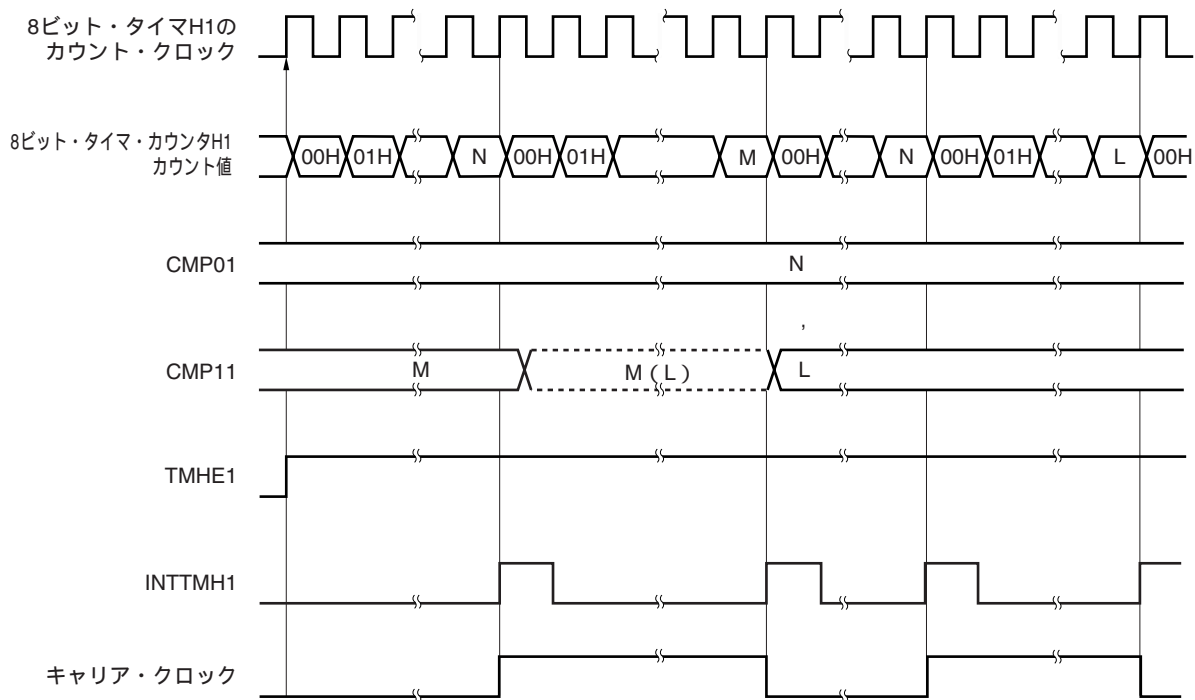 8ビット・タイマH1の
カウント・クロック
8ビット・タイマ・カウンタH1
カウント値
00H 01H N 00H 01H M 00H N 00H 01H L 00H
CMP01
N
,
CMP11
M M(L) L
TMHE1
INTTMH1
キャリア・クロック